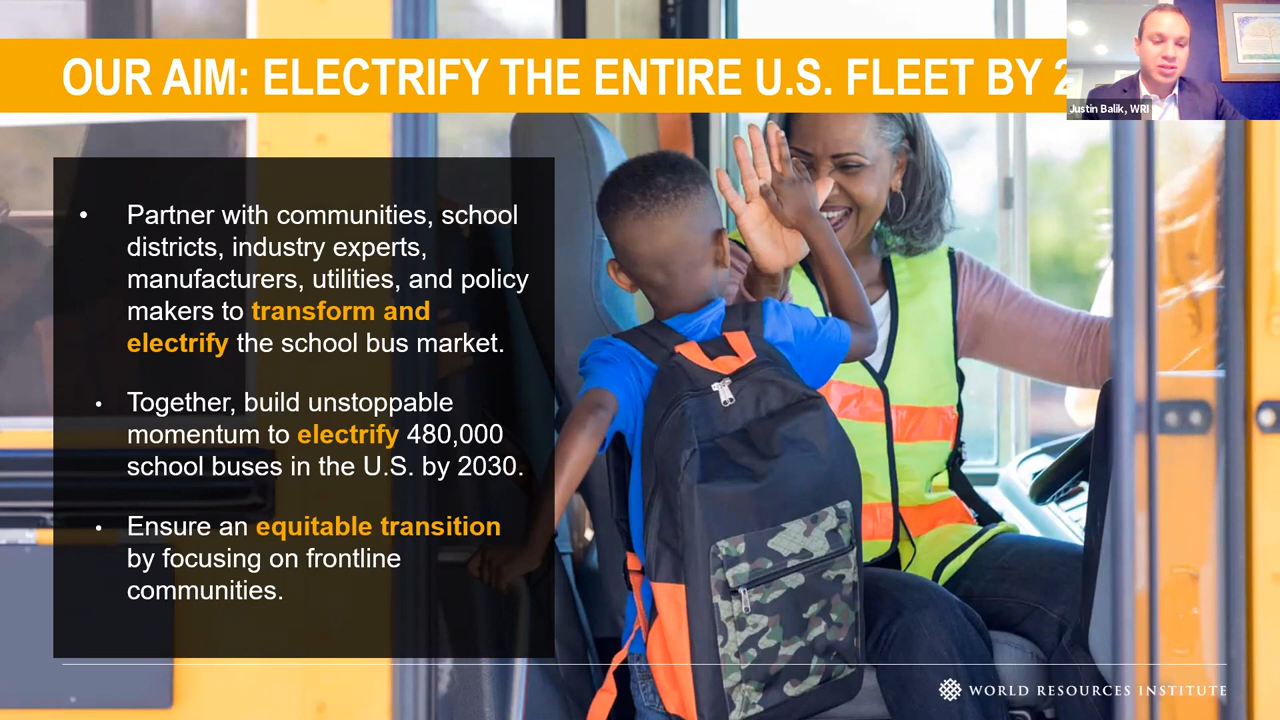 OUR AIM: ELECTRIFY THE ENTIRE U.S. FLEET BY 2
Justin Balik, WRI
• Partner with communities, school
districts, industry experts,
manufacturers, utilities, and policy
makers to transform and
electrify the school bus market.
• Together, build unstoppable
momentum to electrify 480,000
school buses in the U.S. by 2030.
• Ensure an equitable transition
by focusing on frontline
communities.
WORLD RESOURCES INSTITUTE